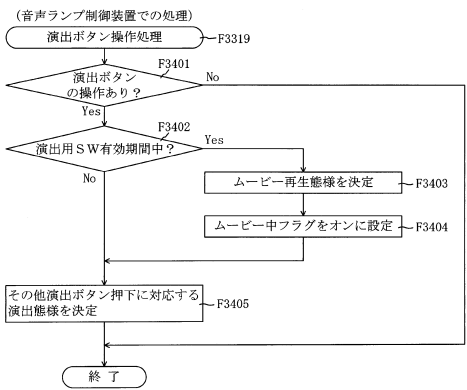 (音声ランプ制御装置での処理)
演出ボタン操作処理
F3319
F3401
演出ボタン
の操作あり?
No
Yes
F3402
演出用SW有効期間中?
Yes
No
ムービー再生態様を決定
F3403
ムービー中フラグをオンに設定
F3404
その他演出ボタン押下に対応する
演出態様を決定
F3405
終了